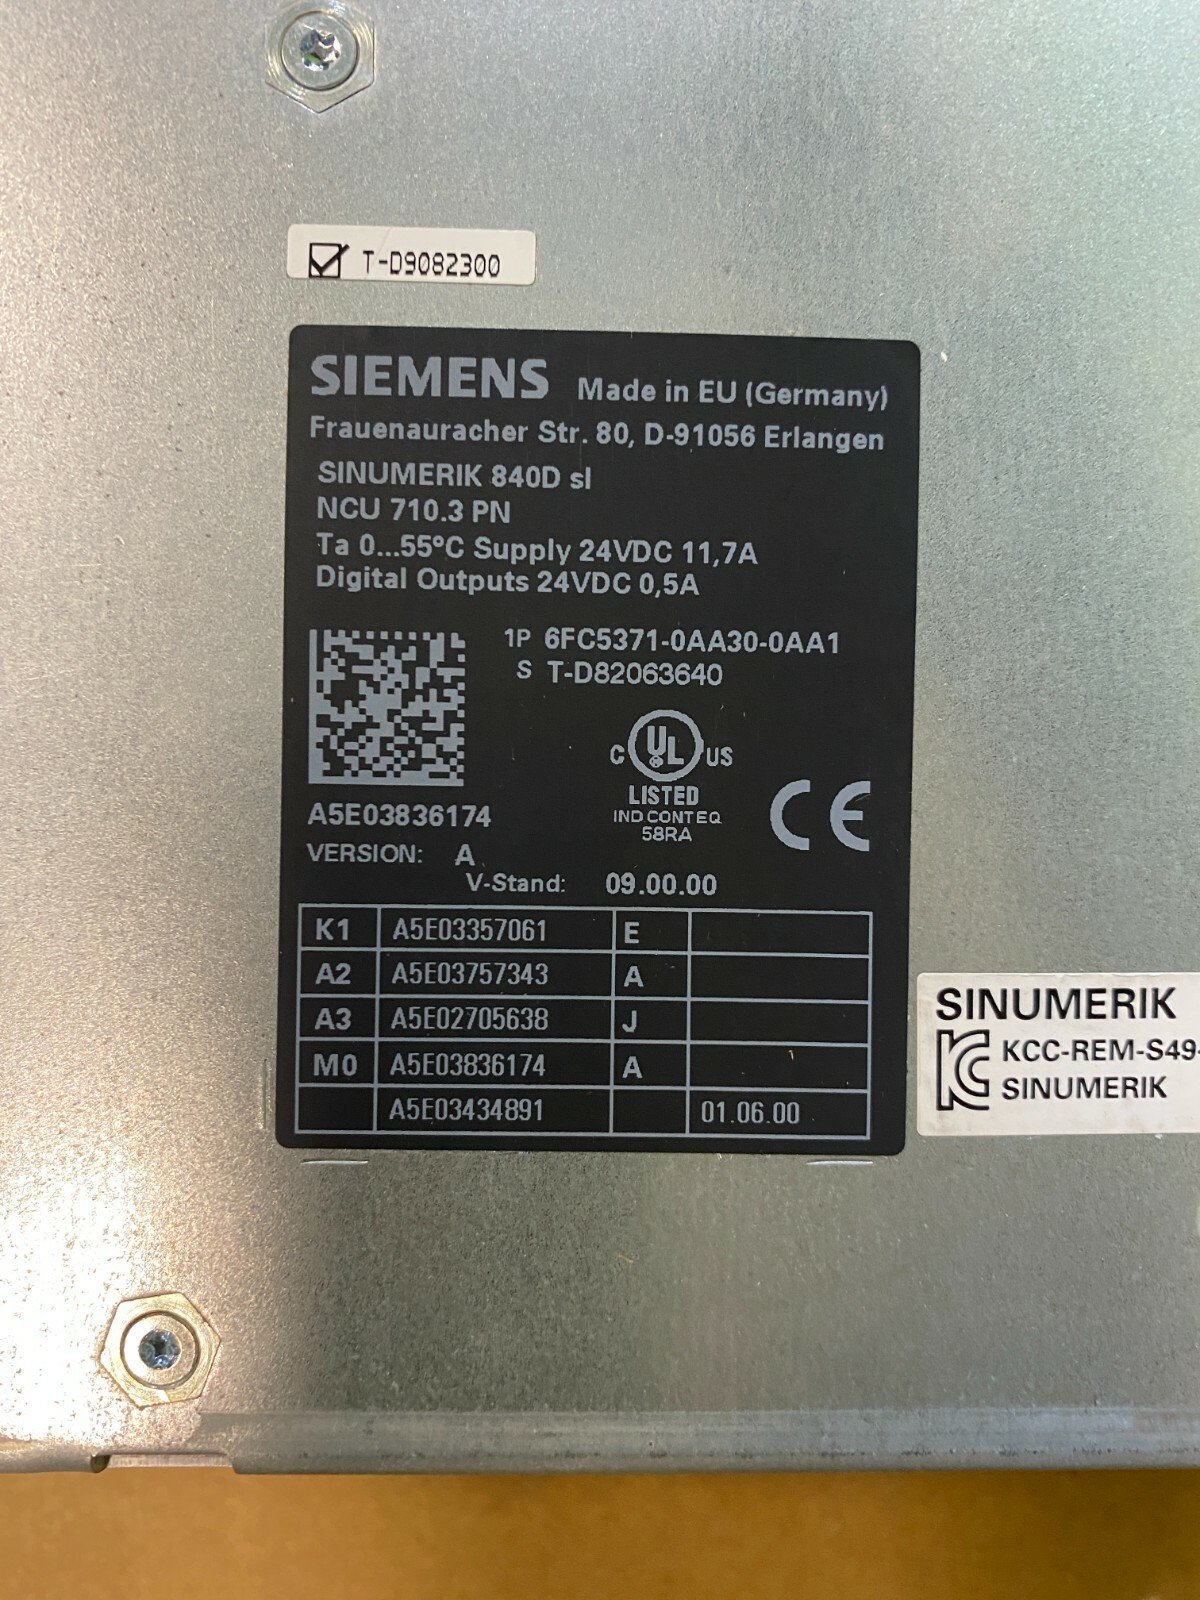 T-D9082300
SIEMENS Made in EU (Germany)
Frauenauracher Str. 80, D-91056 Erlangen
SINUMERIK 840D sl
NCU 710.3 PN
Ta 0...55°C Supply 24VDC 11,7A
Digital Outputs 24VDC 0,5A
1P 6FC5371-0AA30-0AA1
S T-D82063640
C UL US
LISTED
IND CONT EQ
58RA
CE
A5E03836174
VERSION: A
V-Stand: 09.00.00
K1 A5E03357061 E
A2 A5E03757343 A
A3 A5E02705638 J
M0 A5E03836174 A
A5E03434891 01.06.00
SINUMERIK
KCC-REM-S49-
SINUMERIK